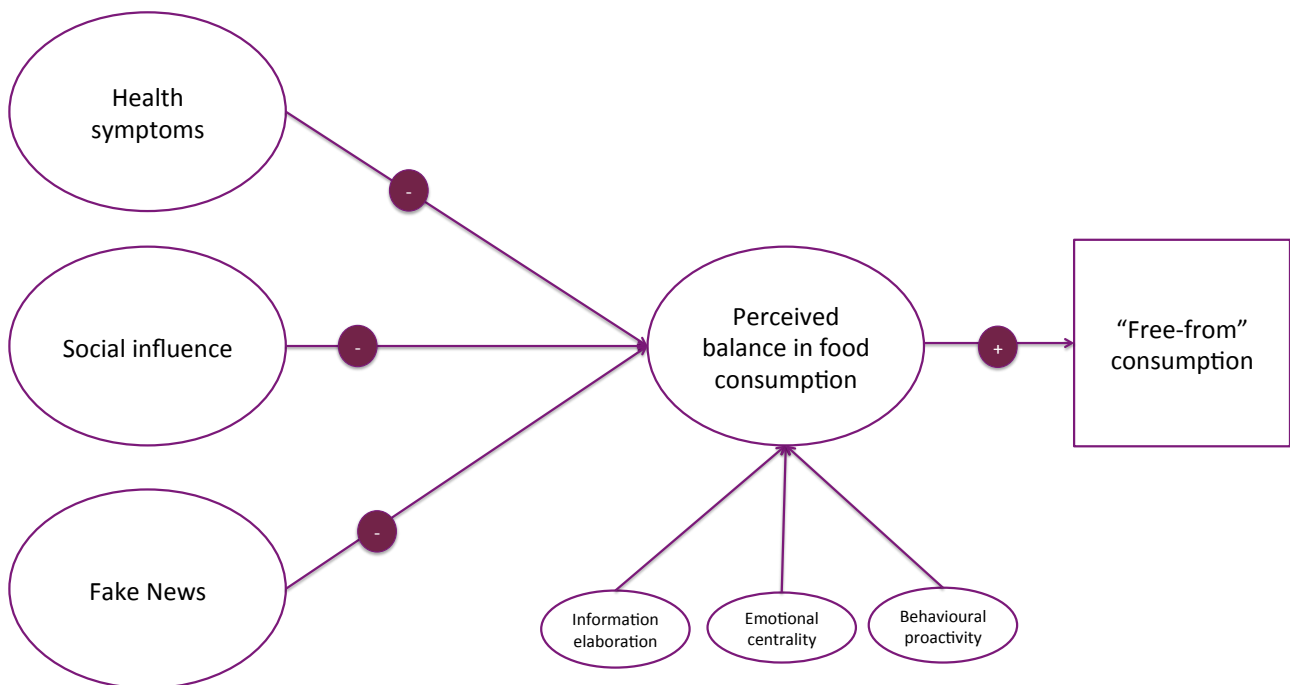 Health
symptoms
-
Social influence
-
Perceived
balance in food
consumption
+
“Free-from”
consumption
Fake News
-
Information
elaboration
Emotional
centrality
Behavioural
proactivity